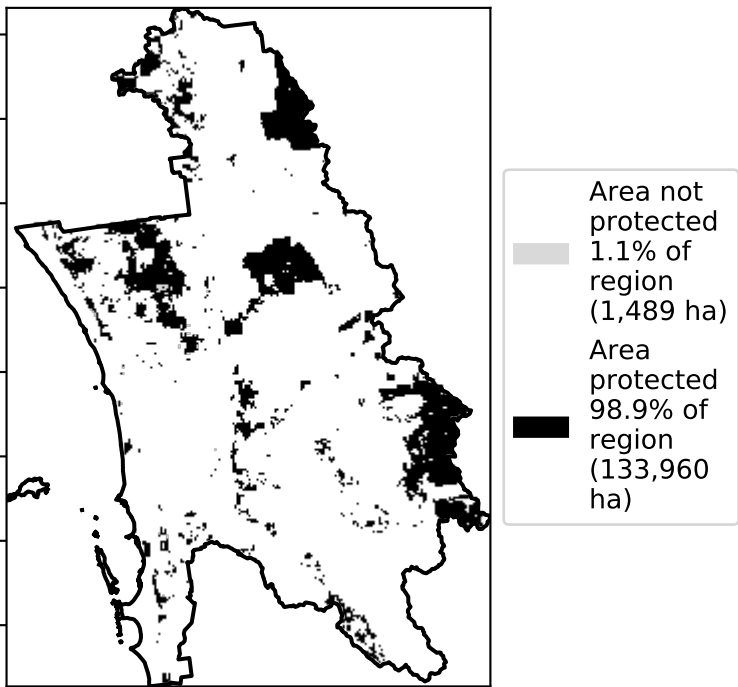 Area not
protected
1.1% of
region
(1,489 ha)
Area
protected
98.9% of
region
(133,960
ha)